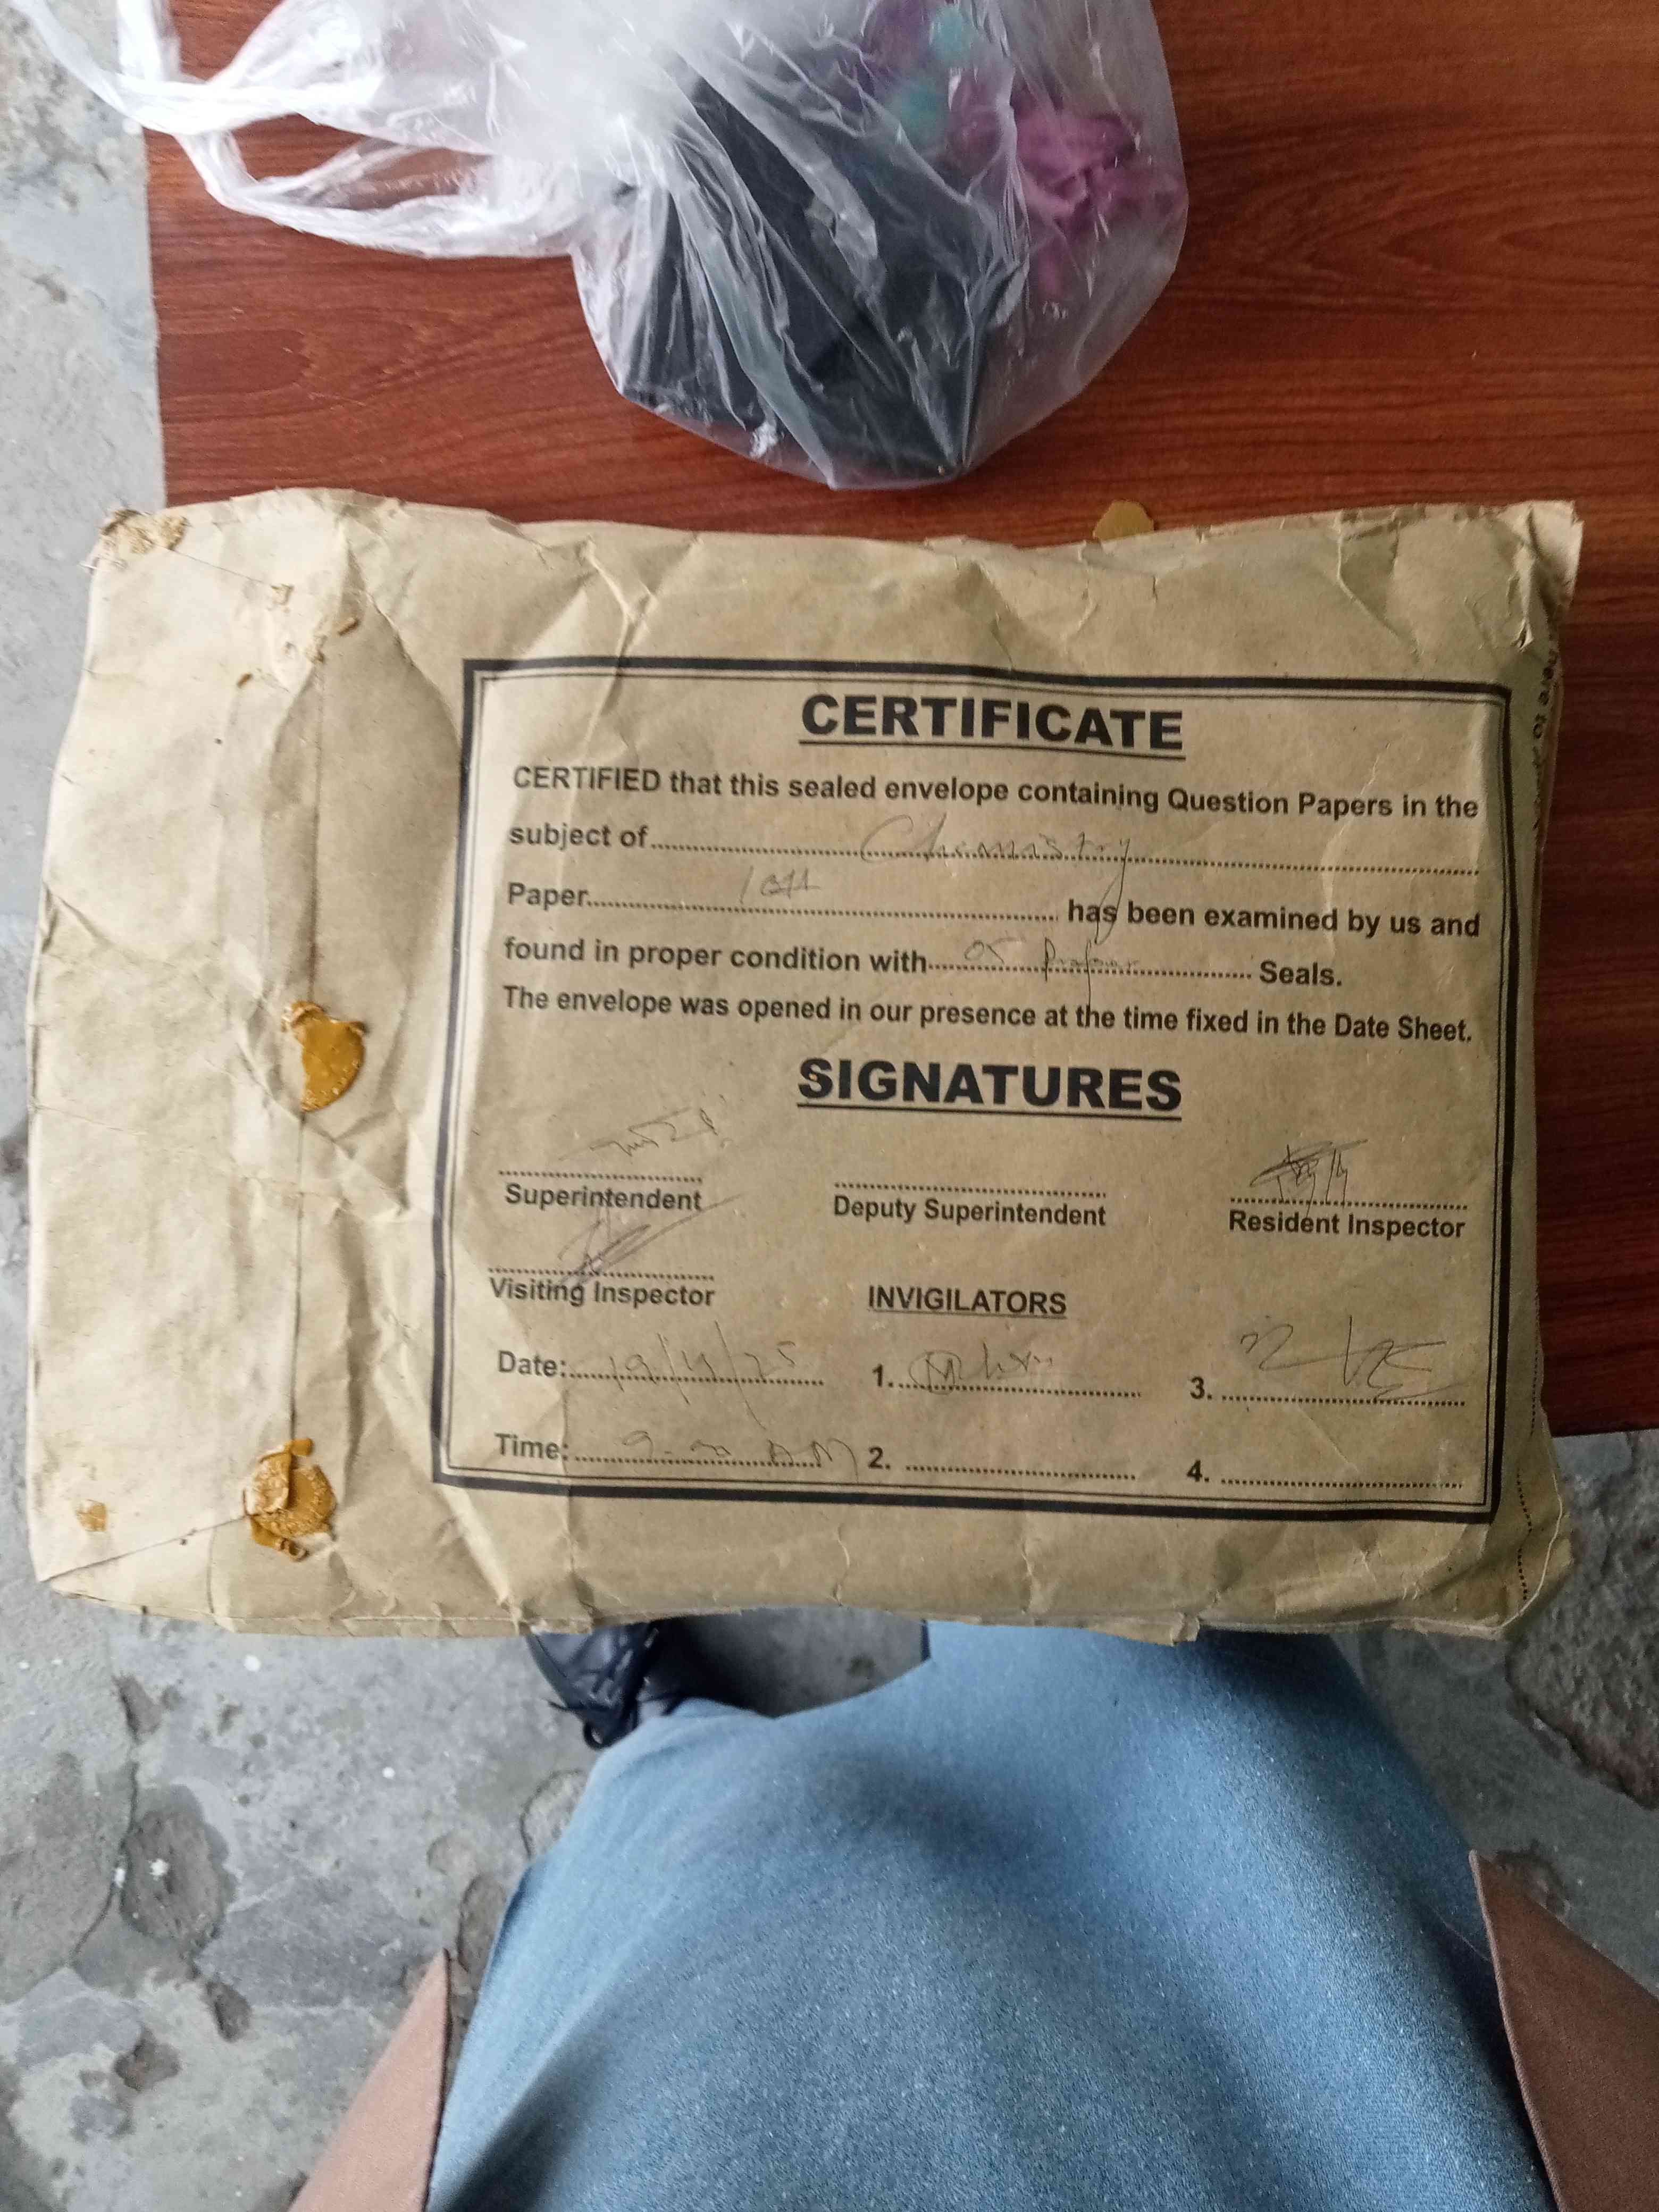 CERTIFICATE
CERTIFIED that this sealed envelope containing Question Papers in the
subject of Chemistry
Paper 10th has been examined by us and
found in proper condition with 05 Seals.
The envelope was opened in our presence at the time fixed in the Date Sheet.
SIGNATURES
Superintendent Deputy Superintendent Resident Inspector
Visiting Inspector INVIGILATORS
Date: 19/4/25 1. 3.
Time: 9-00 AM 2. 4.